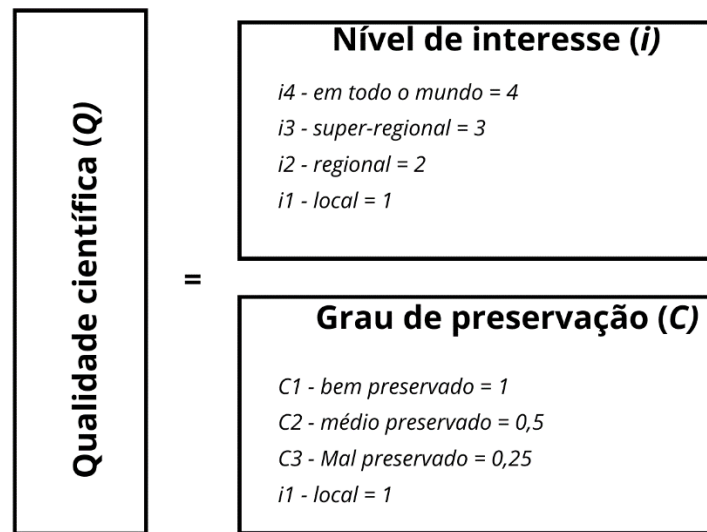 Qualidade científica (Q)
=
Nível de interesse (i)
i4 - em todo o mundo = 4
i3 - super-regional = 3
i2 - regional = 2
i1 - local = 1
Grau de preservação (C)
C1 - bem preservado = 1
C2 - médio preservado = 0,5
C3 - Mal preservado = 0,25
i1 - local = 1